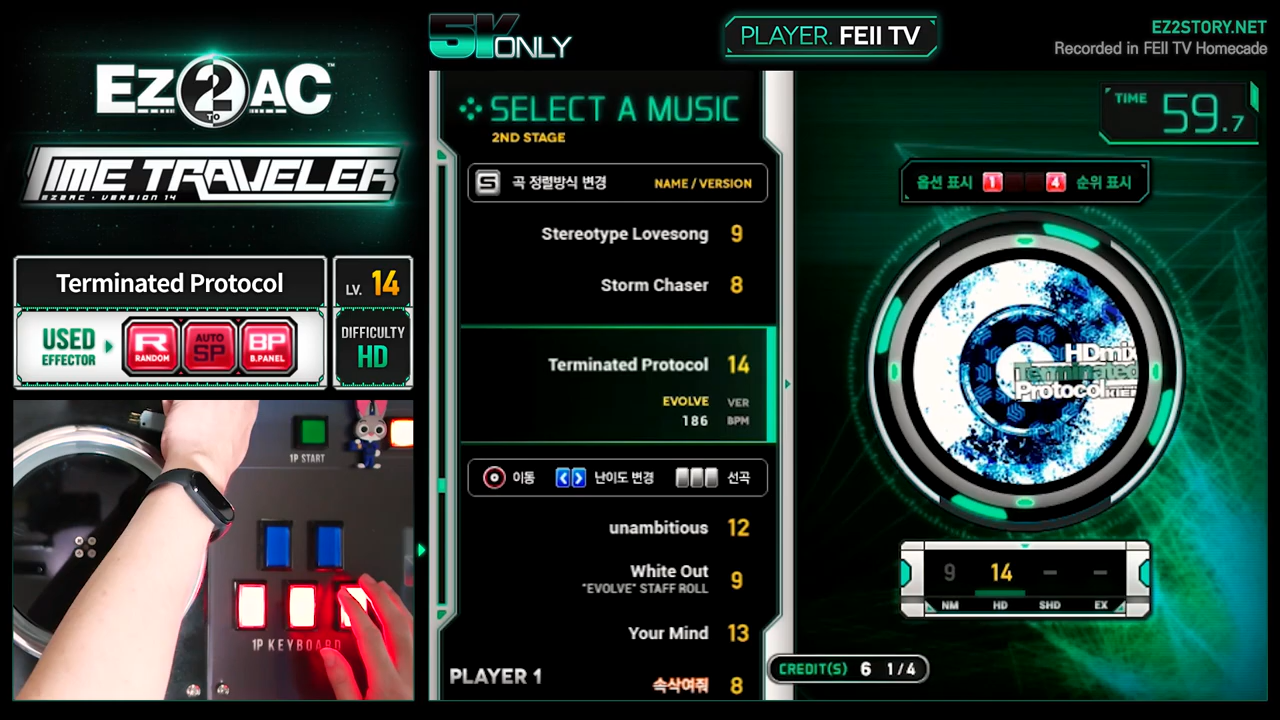 EZ2AC™
TO
TIME TRAVELER
EZ2AC - VERSION 14
Terminated Protocol
LV. 14
USED
EFFECTOR
R
RANDOM
AUTO
SP
BP
B.PANEL
DIFFICULTY
HD
1P START
1P KEYBOARD
5K ONLY
PLAYER. FEII TV
EZ2STORY.NET
Recorded in FEII TV Homecade
SELECT A MUSIC
2ND STAGE
S 곡 정렬방식 변경 NAME / VERSION
Stereotype Lovesong 9
Storm Chaser 8
Terminated Protocol 14
EVOLVE VER
186 BPM
이동 난이도 변경 선곡
unambitious 12
White Out 9
"EVOLVE" STAFF ROLL
Your Mind 13
속삭여줘 8
PLAYER 1
TIME 59.7
옵션 표시 1 4 순위 표시
HDmix
Terminated
Protocol
9 14 – –
NM HD SHD EX
CREDIT(S) 6 1/4